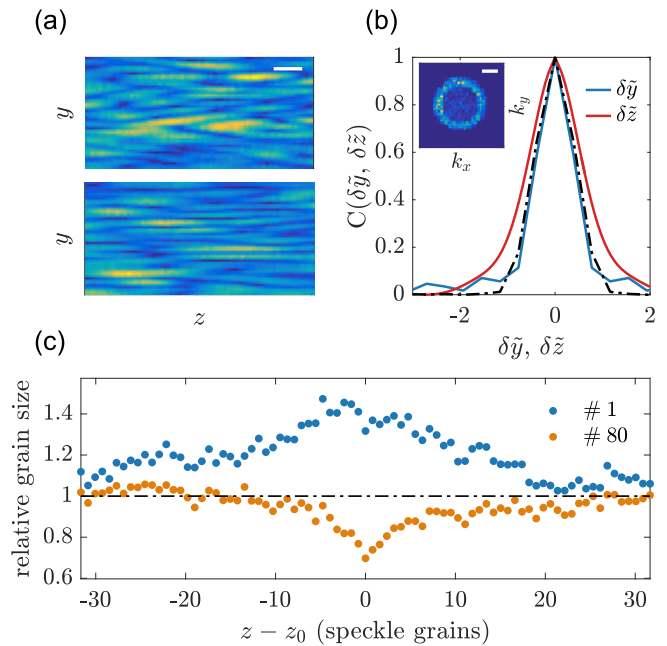 (a)
y
y
z
(b)
C(δỹ, δz̃)
1
0.8
0.6
0.4
0.2
0
-2
0
2
δỹ, δz̃
k_y
k_x
δỹ
δz̃
(c)
relative grain size
1.4
1.2
1
0.8
0.6
-30
-20
-10
0
10
20
30
z − z₀ (speckle grains)
# 1
# 80